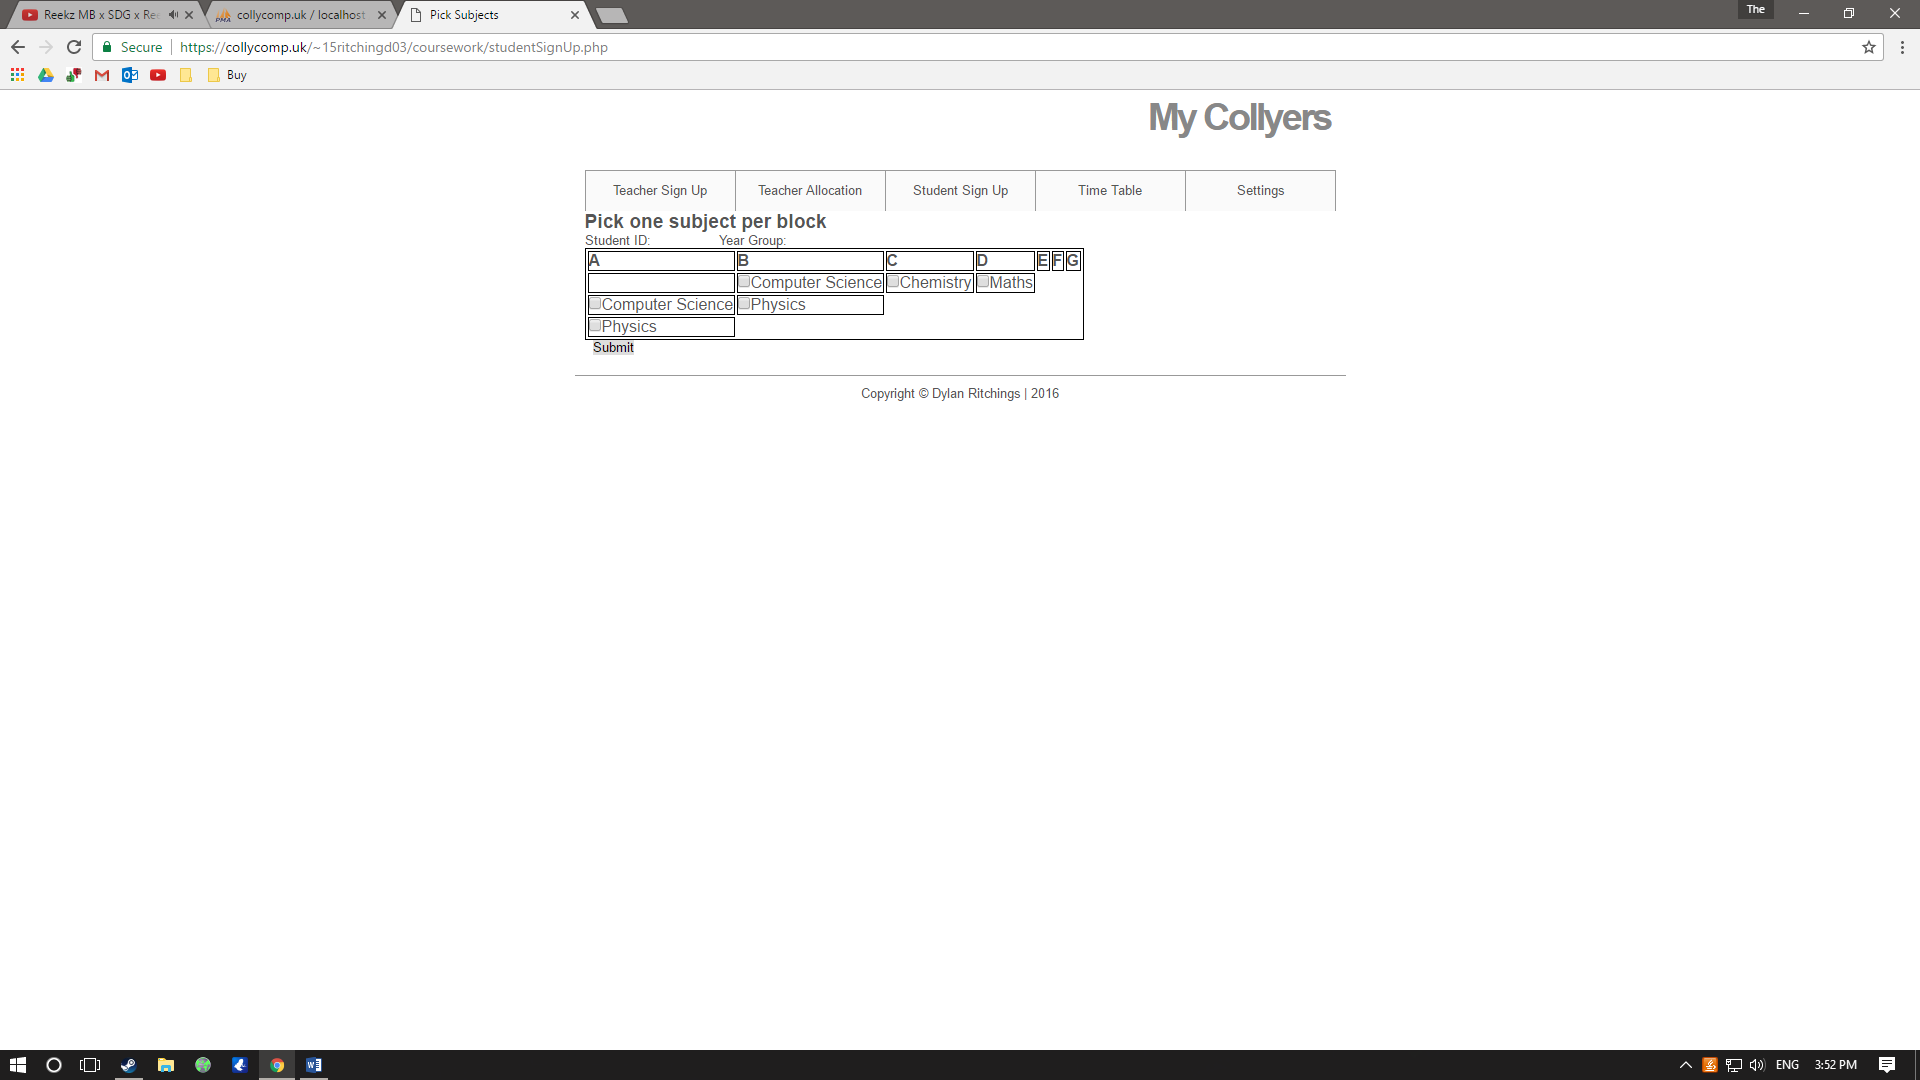 The
Reekz MB x SDG x Ree
collycomp.uk / localhost
Pick Subjects
Secure https://collycomp.uk/~15ritchingd03/coursework/studentSignUp.php
Buy
My Collyers
Teacher Sign Up Teacher Allocation Student Sign Up Time Table Settings
Pick one subject per block
Student ID: Year Group:
A B C D E F G
Computer Science Chemistry Maths
Computer Science Physics
Physics
Submit
Copyright © Dylan Ritchings | 2016
ENG 3:52 PM